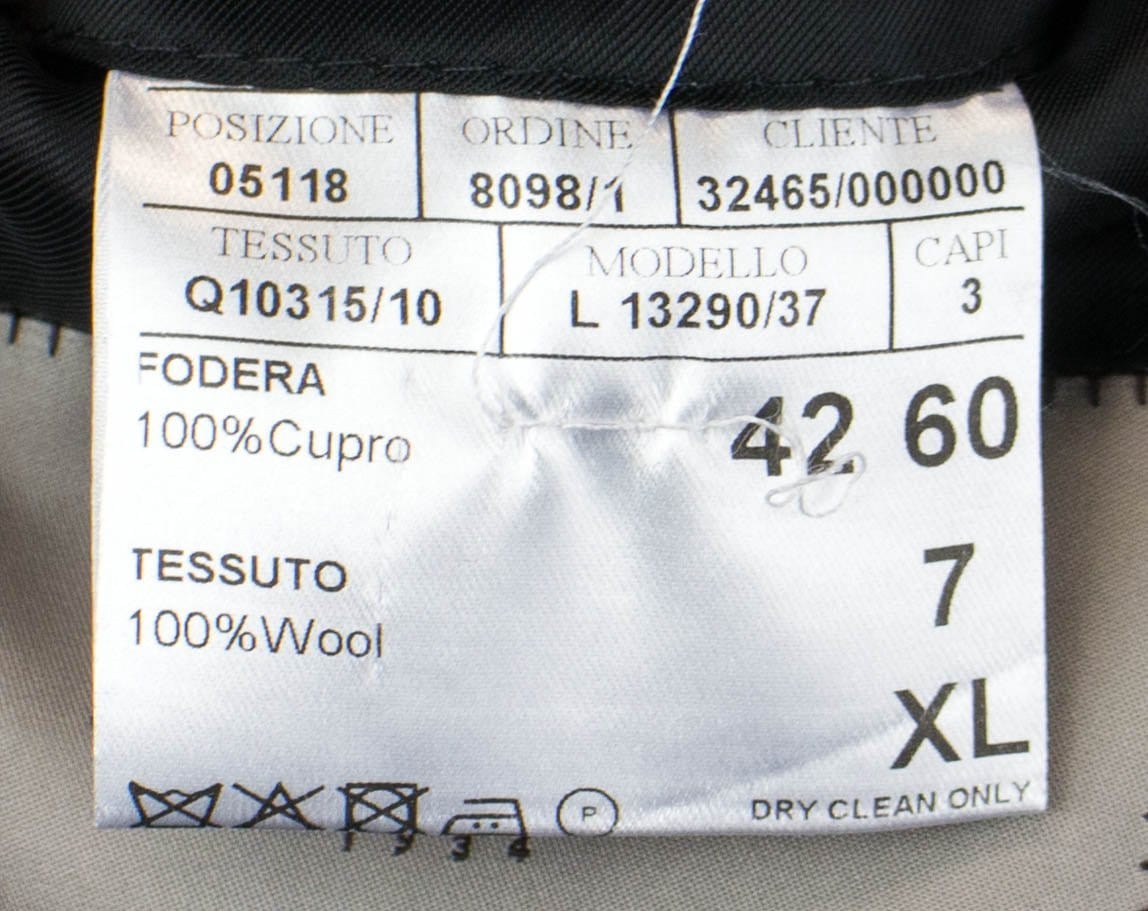 POSIZIONE ORDINE CLIENTE
05118 8098/1 32465/000000
TESSUTO MODELLO CAPI
Q10315/10 L 13290/37 3
FODERA
100%Cupro
42 60
TESSUTO
100%Wool
7
XL
P
DRY CLEAN ONLY